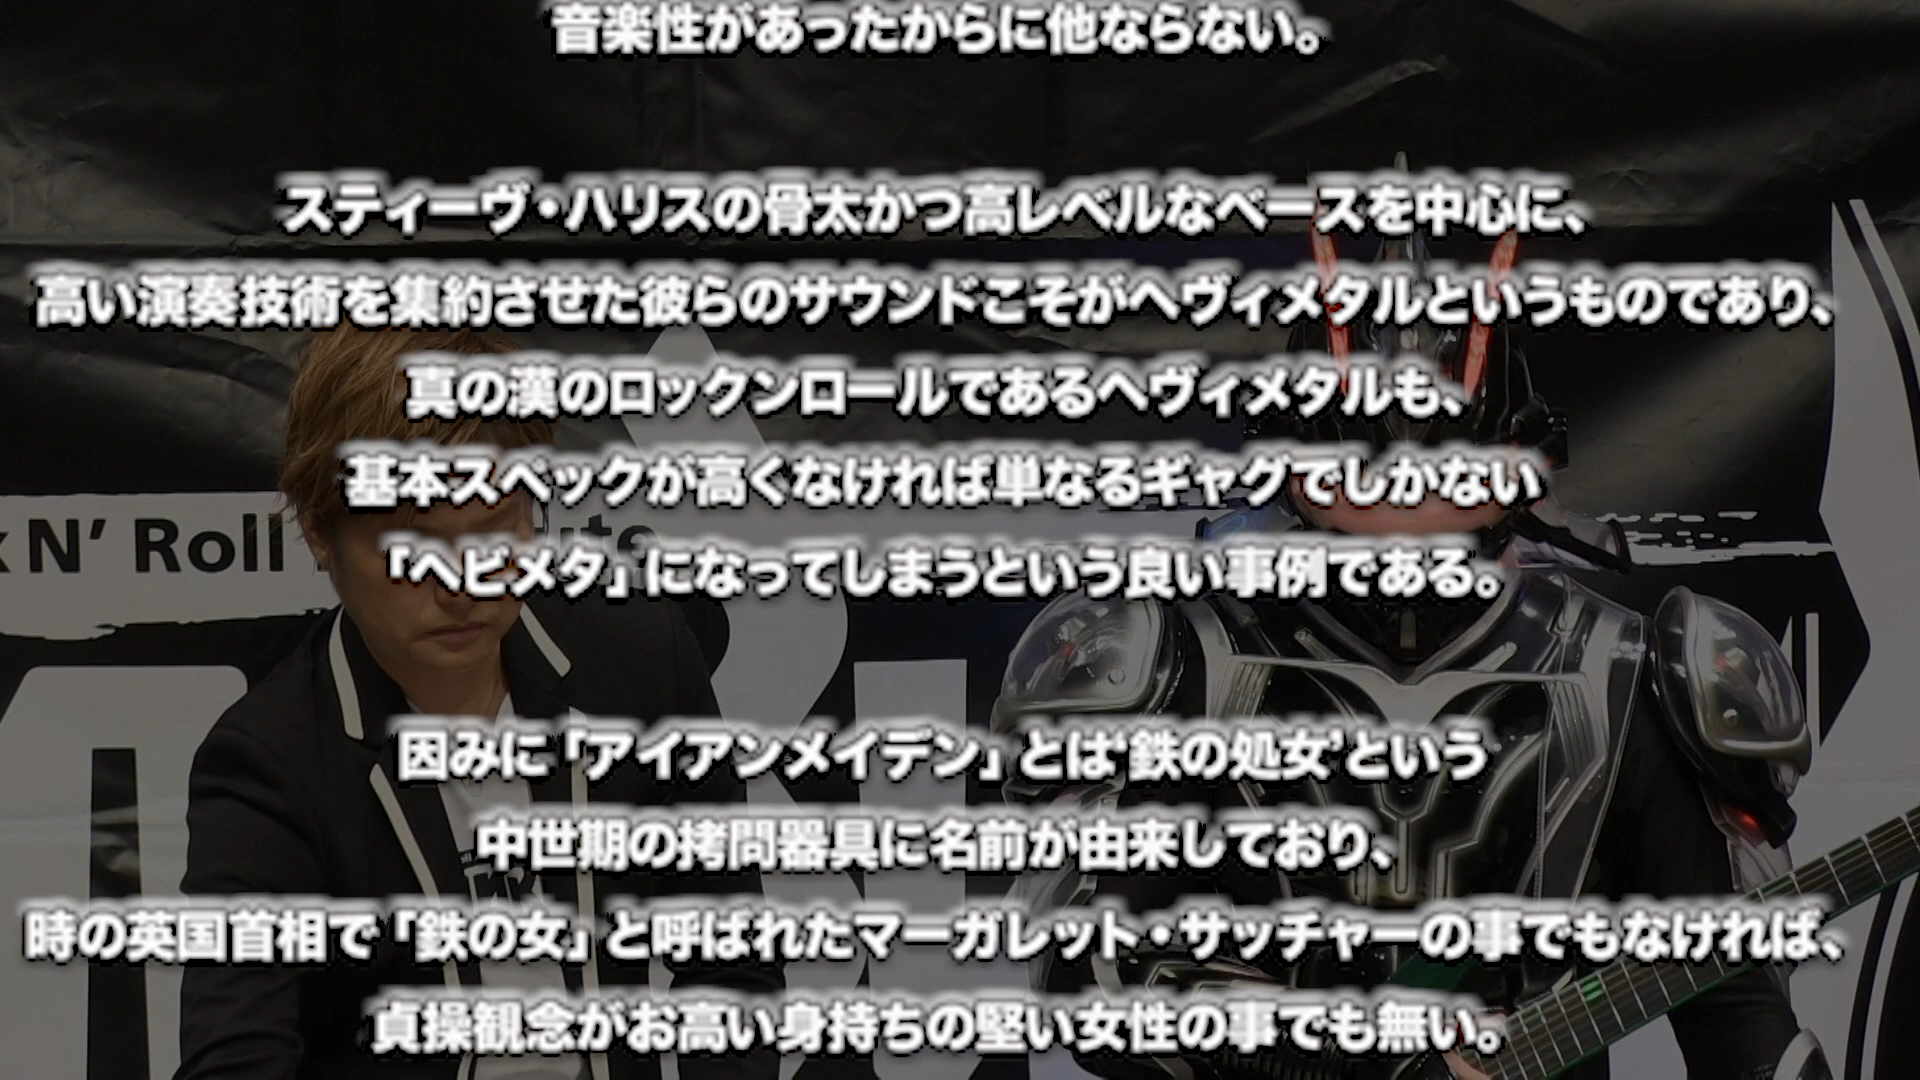 音楽性があったからに他ならない。
スティーヴ・ハリスの骨太かつ高レベルなベースを中心に、
高い演奏技術を集約させた彼らのサウンドこそがヘヴィメタルというものであり、
真の漢のロックンロールであるヘヴィメタルも、
基本スペックが高くなければ単なるギャグでしかない
「ヘビメタ」になってしまうという良い事例である。
N' Roll
因みに「アイアンメイデン」とは‘鉄の処女’という
中世期の拷問器具に名前が由来しており、
時の英国首相で「鉄の女」と呼ばれたマーガレット・サッチャーの事でもなければ、
貞操観念がお高い身持ちの堅い女性の事でも無い。